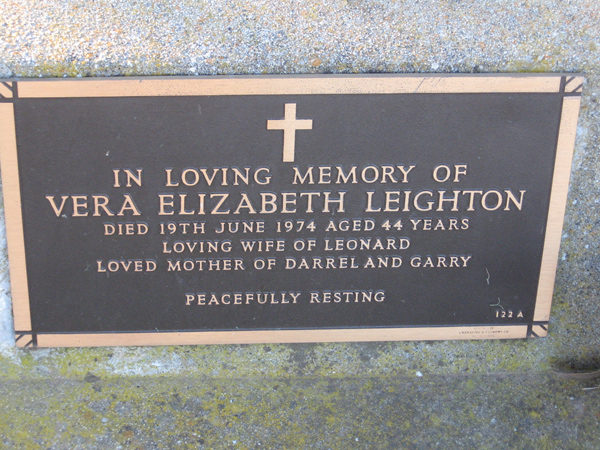 IN LOVING MEMORY OF
VERA ELIZABETH LEIGHTON
DIED 19TH JUNE 1974 AGED 44 YEARS
LOVING WIFE OF LEONARD
LOVED MOTHER OF DARREL AND GARRY
PEACEFULLY RESTING
122 A